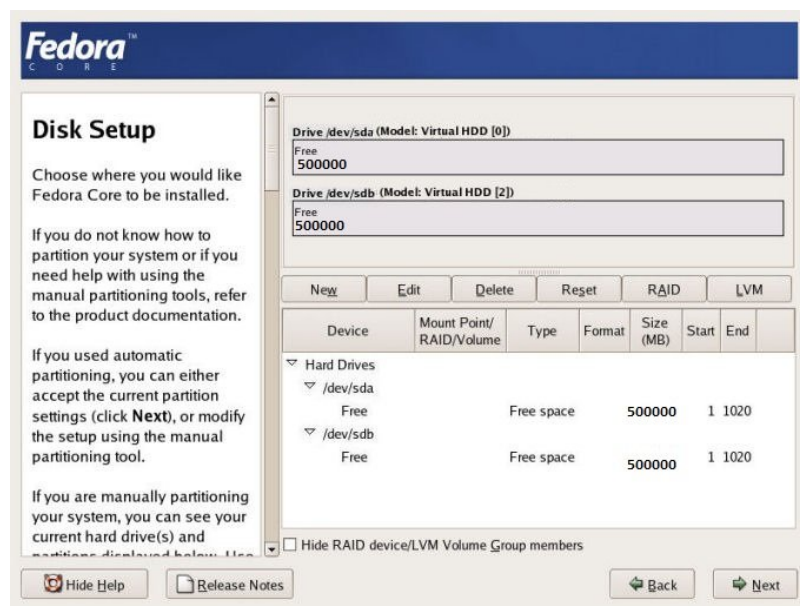 Fedora™
CORE
Disk Setup
Choose where you would like
Fedora Core to be installed.
If you do not know how to
partition your system or if you
need help with using the
manual partitioning tools, refer
to the product documentation.
If you used automatic
partitioning, you can either
accept the current partition
settings (click Next), or modify
the setup using the manual
partitioning tool.
If you are manually partitioning
your system, you can see your
current hard drive(s) and
partitions displayed below. Use
Drive /dev/sda (Model: Virtual HDD [0])
Free
500000
Drive /dev/sdb (Model: Virtual HDD [2])
Free
500000
New Edit Delete Reset RAID LVM
Device Mount Point/ RAID/Volume Type Format Size (MB) Start End
Hard Drives
/dev/sda
Free Free space 500000 1 1020
/dev/sdb
Free Free space 500000 1 1020
Hide RAID device/LVM Volume Group members
Hide Help Release Notes Back Next